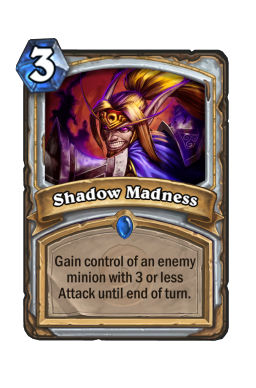 3
Shadow Madness
Gain control of an enemy
minion with 3 or less
Attack until end of turn.